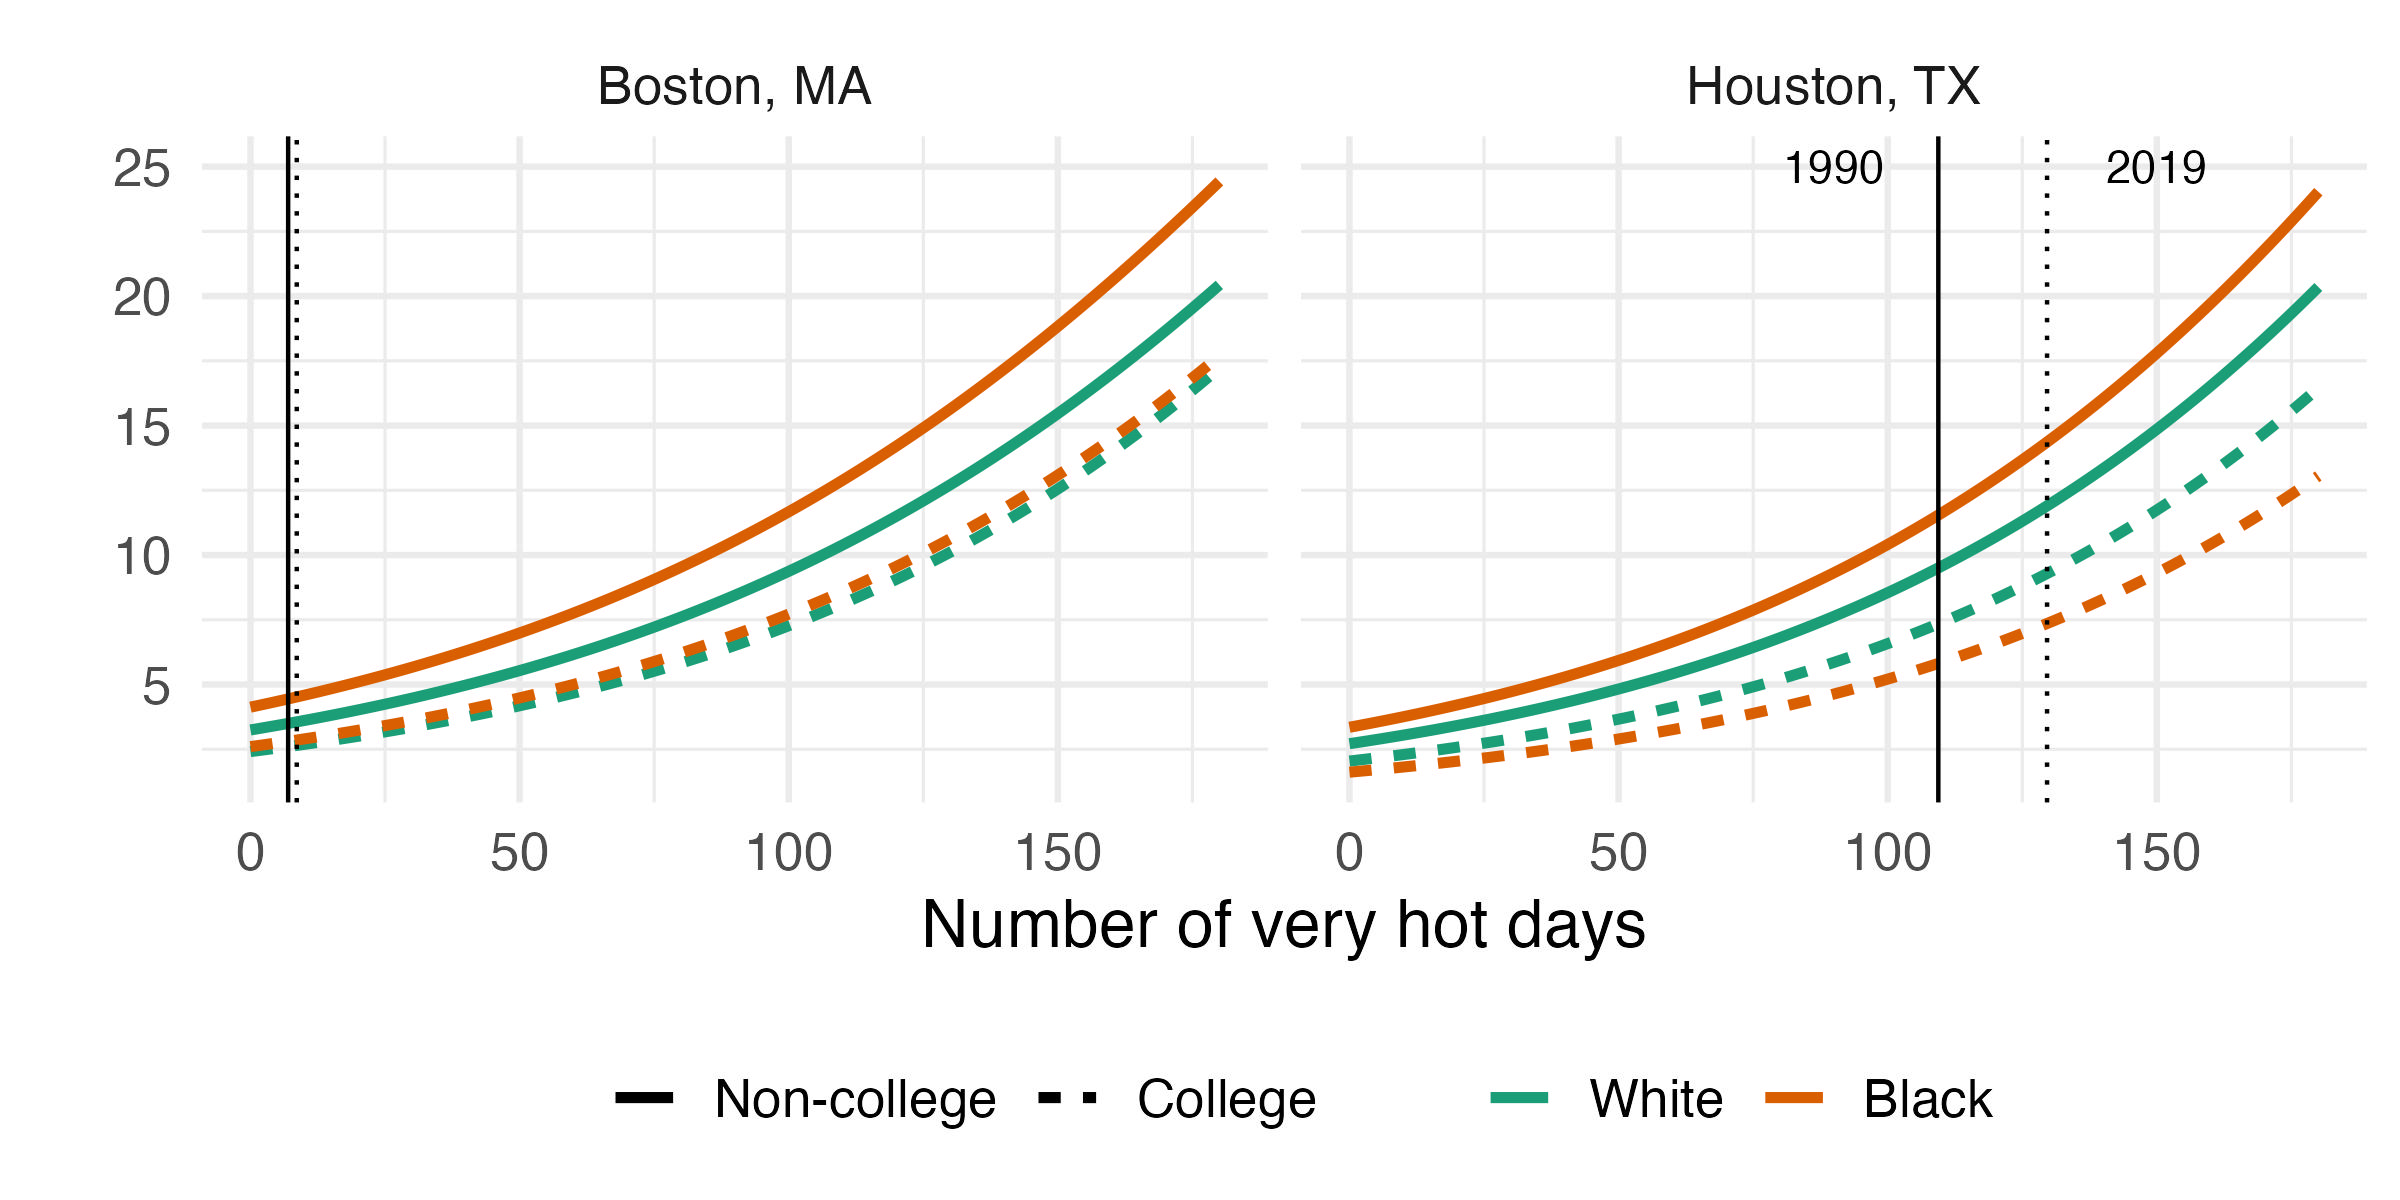 Boston, MA
Houston, TX
25
20
15
10
5
1990
2019
0 50 100 150
0 50 100 150
Number of very hot days
Non-college College White Black